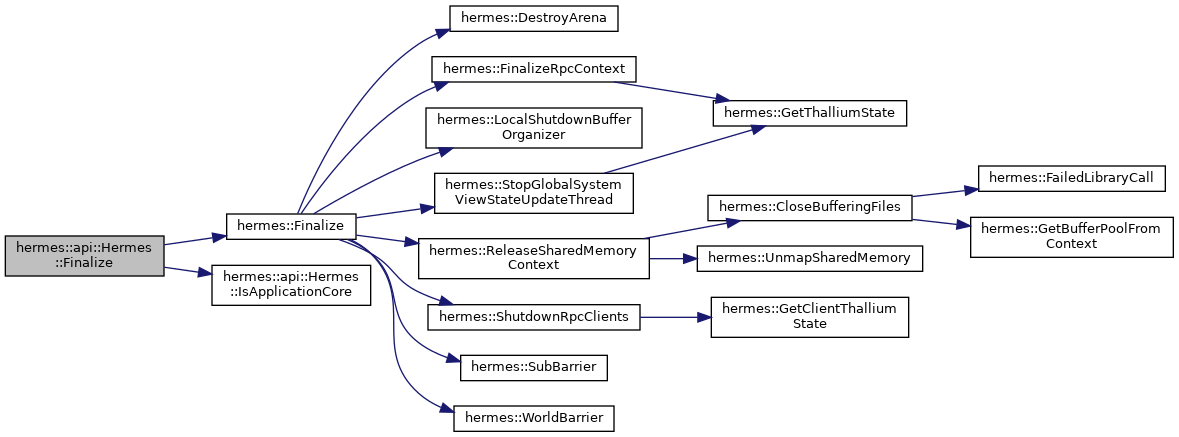 hermes::api::Hermes
::Finalize
hermes::Finalize
hermes::api::Hermes
::IsApplicationCore
hermes::DestroyArena
hermes::FinalizeRpcContext
hermes::LocalShutdownBuffer
Organizer
hermes::StopGlobalSystem
ViewStateUpdateThread
hermes::ReleaseSharedMemory
Context
hermes::ShutdownRpcClients
hermes::SubBarrier
hermes::WorldBarrier
hermes::GetThalliumState
hermes::CloseBufferingFiles
hermes::UnmapSharedMemory
hermes::GetClientThallium
State
hermes::FailedLibraryCall
hermes::GetBufferPoolFrom
Context